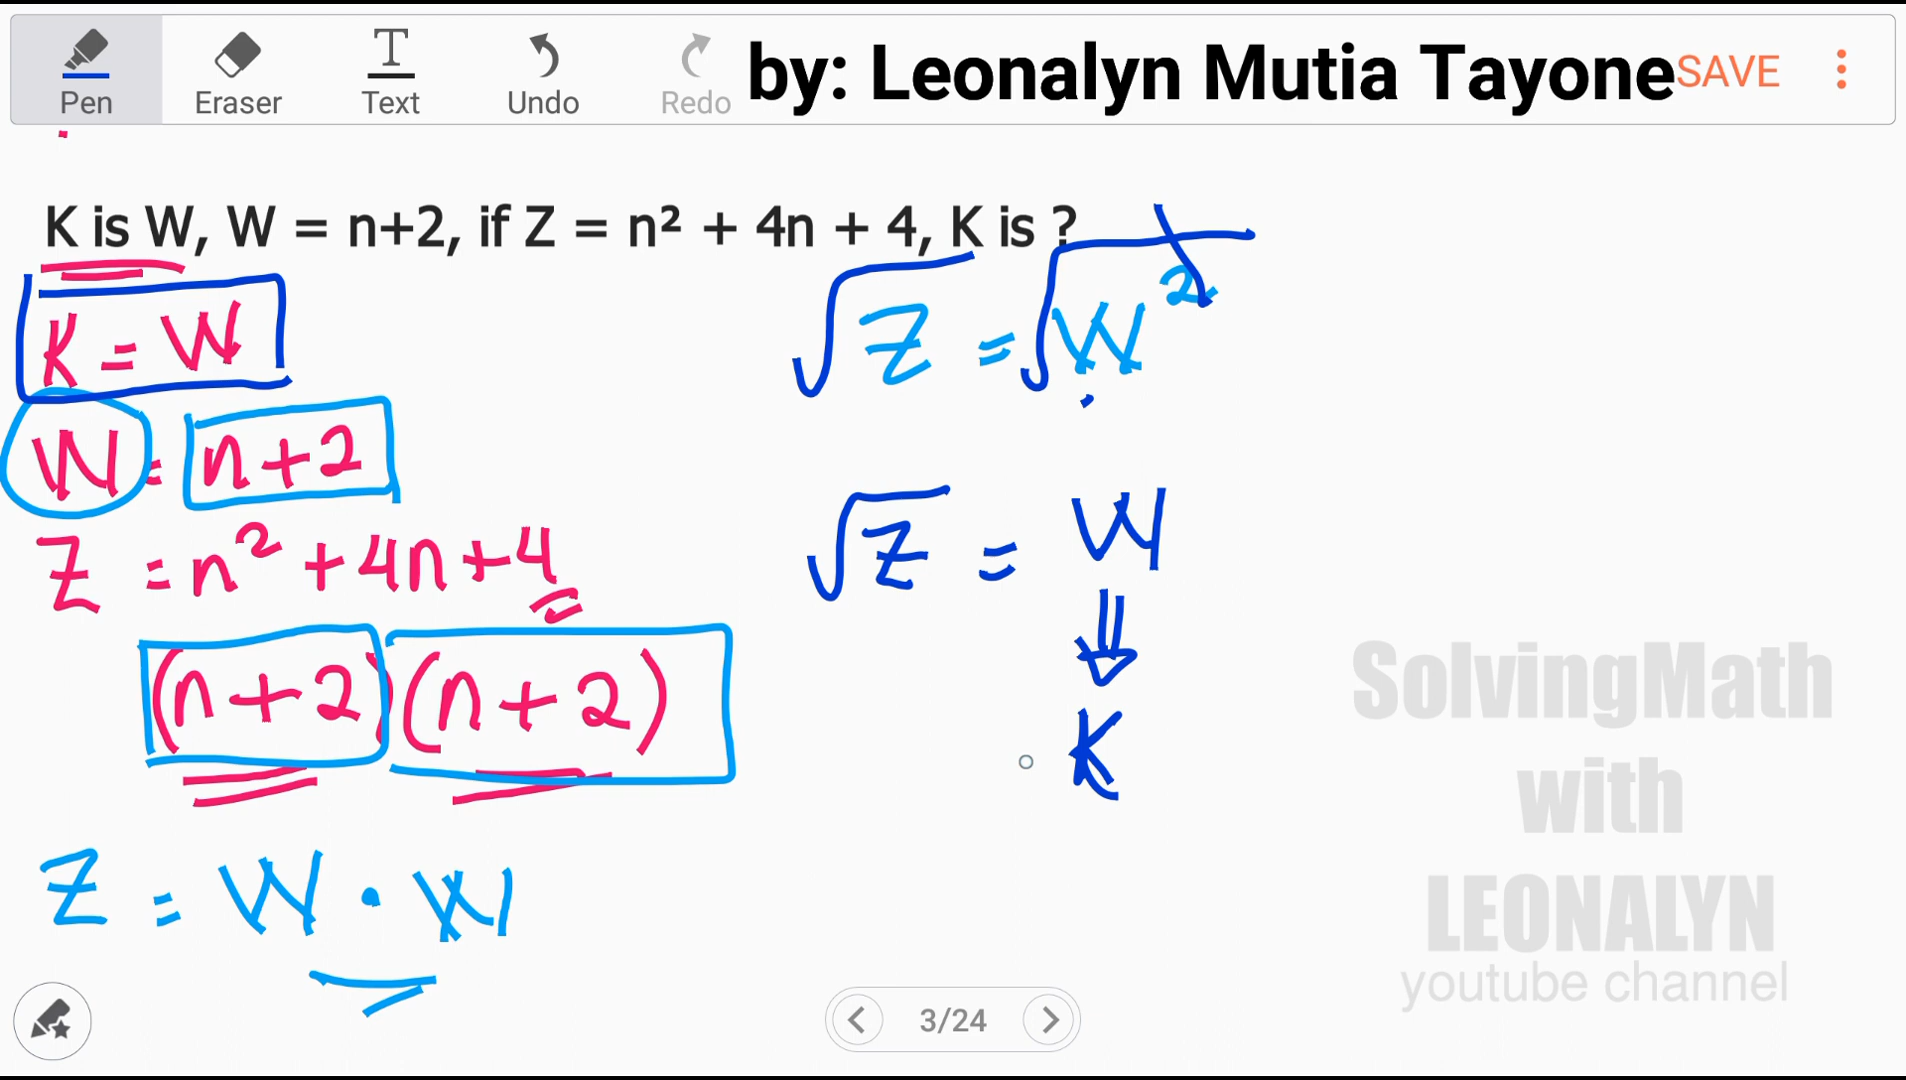 Pen Eraser Text Undo Redo by: Leonalyn Mutia Tayone SAVE
K is W, W = n+2, if Z = n² + 4n + 4, K is ?
K = W
W = n+2
Z = n² + 4n + 4
(n+2)(n+2)
Z = W · W
√Z = √W²
√Z = W
⇓
K
SolvingMath
with
LEONALYN
youtube channel
3/24